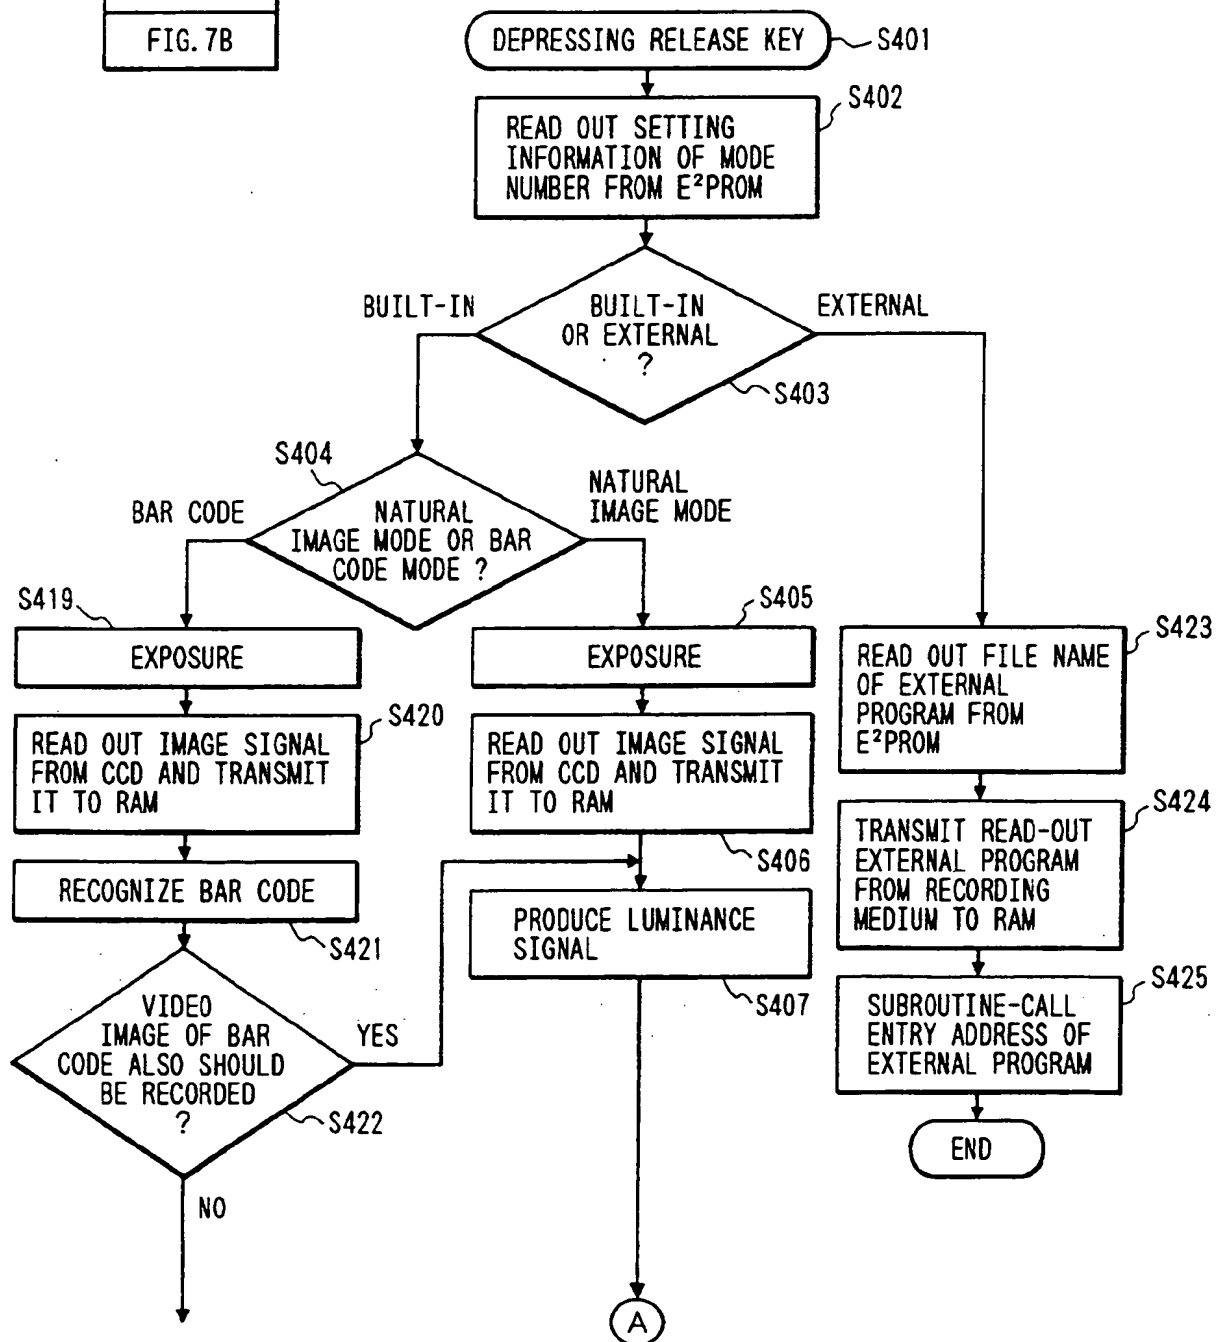 FIG. 7B
DEPRESSING RELEASE KEY
S401
S402
READ OUT SETTING
INFORMATION OF MODE
NUMBER FROM E²PROM
BUILT-IN
BUILT-IN
OR EXTERNAL
?
EXTERNAL
S403
S404
BAR CODE
NATURAL
IMAGE MODE OR BAR
CODE MODE ?
NATURAL
IMAGE MODE
S419
EXPOSURE
S405
EXPOSURE
S423
READ OUT FILE NAME
OF EXTERNAL
PROGRAM FROM
E²PROM
S420
READ OUT IMAGE SIGNAL
FROM CCD AND TRANSMIT
IT TO RAM
READ OUT IMAGE SIGNAL
FROM CCD AND TRANSMIT
IT TO RAM
S406
S424
TRANSMIT READ-OUT
EXTERNAL PROGRAM
FROM RECORDING
MEDIUM TO RAM
RECOGNIZE BAR CODE
S421
PRODUCE LUMINANCE
SIGNAL
S407
S425
SUBROUTINE-CALL
ENTRY ADDRESS OF
EXTERNAL PROGRAM
VIDEO
IMAGE OF BAR
CODE ALSO SHOULD
BE RECORDED
?
YES
S422
END
NO
A